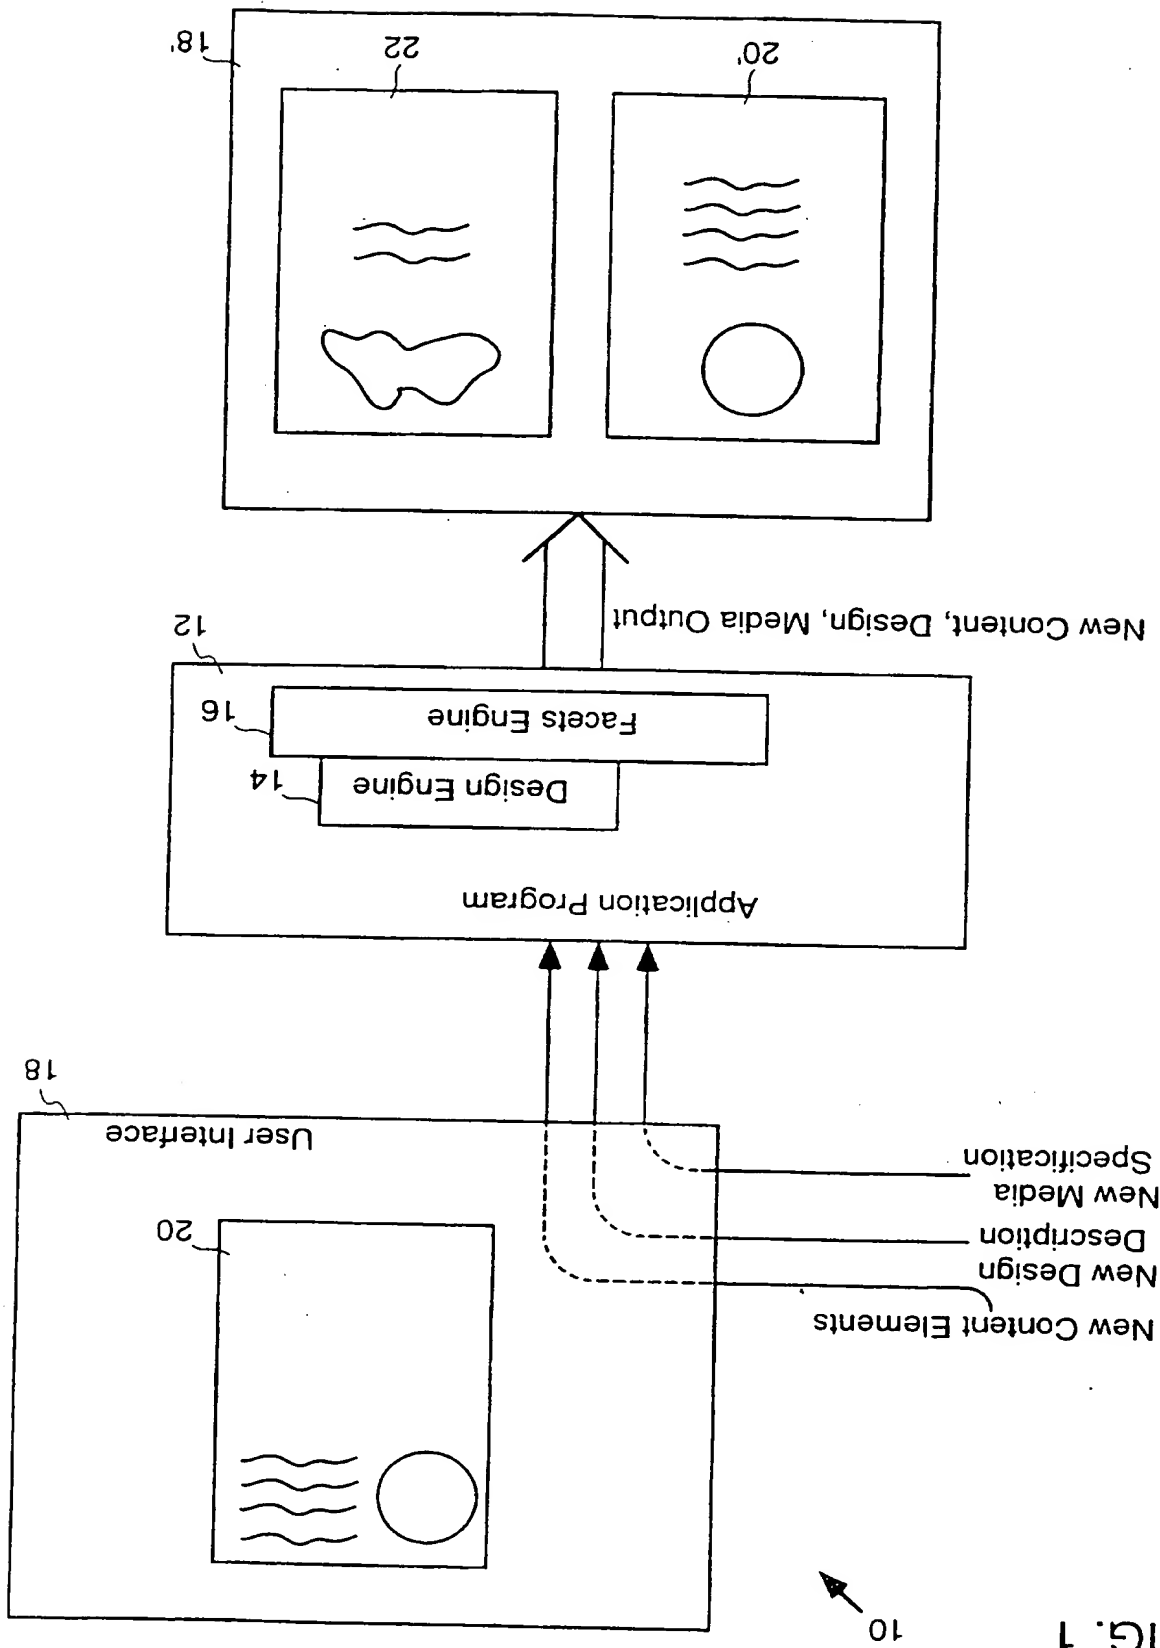 IG. 1
10
20
New Content Elements
New Design
Description
New Media
Specification
User Interface
18
Application Program
Design Engine
14
Facets Engine
16
12
New Content, Design, Media Output
20'
22
18'